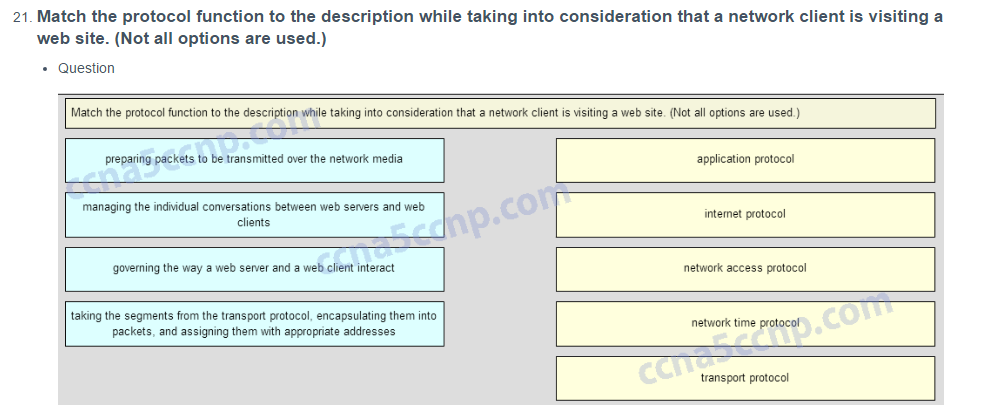 21. Match the protocol function to the description while taking into consideration that a network client is visiting a
web site. (Not all options are used.)
• Question
Match the protocol function to the description while taking into consideration that a network client is visiting a web site. (Not all options are used.)
preparing packets to be transmitted over the network media
application protocol
managing the individual conversations between web servers and web
clients
internet protocol
governing the way a web server and a web client interact
network access protocol
taking the segments from the transport protocol, encapsulating them into
packets, and assigning them with appropriate addresses
network time protocol
transport protocol
ccna5ccnp.com
ccna5ccnp.com
ccna5ccnp.com